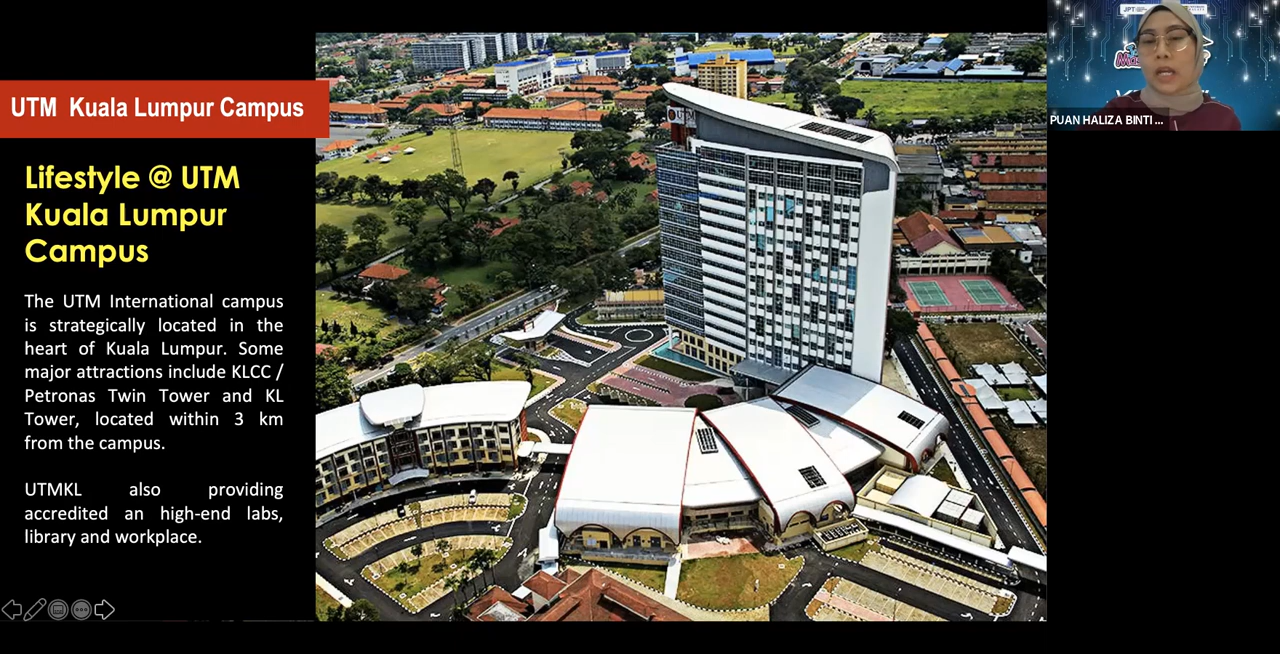 UTM Kuala Lumpur Campus
Lifestyle @ UTM
Kuala Lumpur
Campus
The UTM International campus
is strategically located in the
heart of Kuala Lumpur. Some
major attractions include KLCC /
Petronas Twin Tower and KL
Tower, located within 3 km
from the campus.
UTMKL also providing
accredited an high-end labs,
library and workplace.
UTM
JPT
PUAN HALIZA BINTI ...